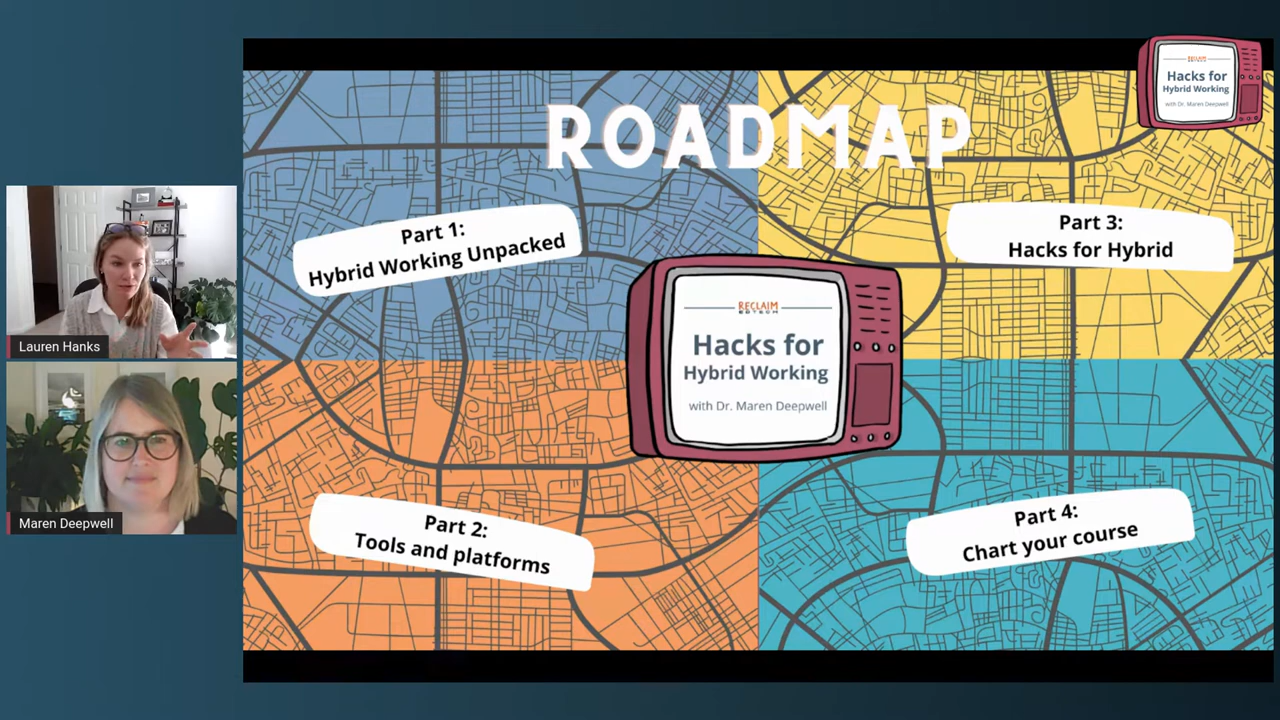 ROADMAP
Part 1:
Hybrid Working Unpacked
Part 2:
Tools and platforms
Part 3:
Hacks for Hybrid
Part 4:
Chart your course
RECLAIM
EDTECH
Hacks for
Hybrid Working
with Dr. Maren Deepwell
RECLAIM
Hacks for
Hybrid Working
with Dr. Maren Deepwell
Lauren Hanks
Maren Deepwell